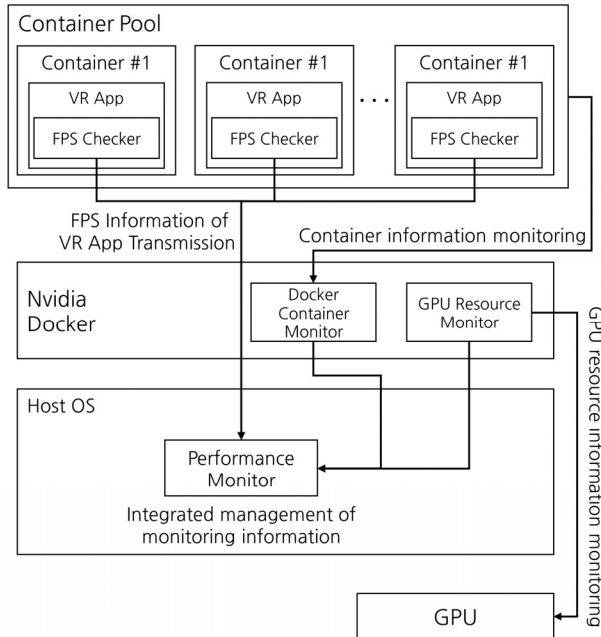 Container Pool
Container #1
VR App
FPS Checker
Container #1
VR App
FPS Checker
...
Container #1
VR App
FPS Checker
FPS Information of
VR App Transmission
Container information monitoring
Nvidia
Docker
Docker
Container
Monitor
GPU Resource
Monitor
GPU resource information monitoring
Host OS
Performance
Monitor
Integrated management of
monitoring information
GPU